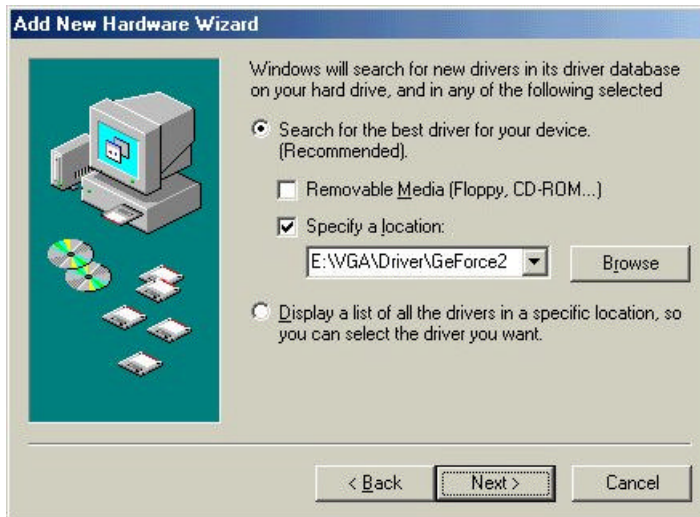 Add New Hardware Wizard
Windows will search for new drivers in its driver database
on your hard drive, and in any of the following selected
Search for the best driver for your device.
(Recommended).
Removable Media (Floppy, CD-ROM...)
Specify a location:
E:\VGA\Driver\GeForce2
Browse
Display a list of all the drivers in a specific location, so
you can select the driver you want.
< Back
Next >
Cancel